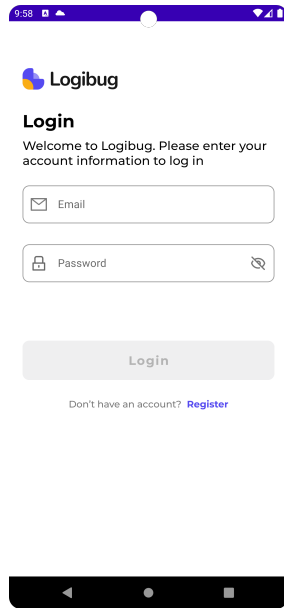 9:58
Logibug
Login
Welcome to Logibug. Please enter your
account information to log in
Email
Password
Login
Don't have an account? Register